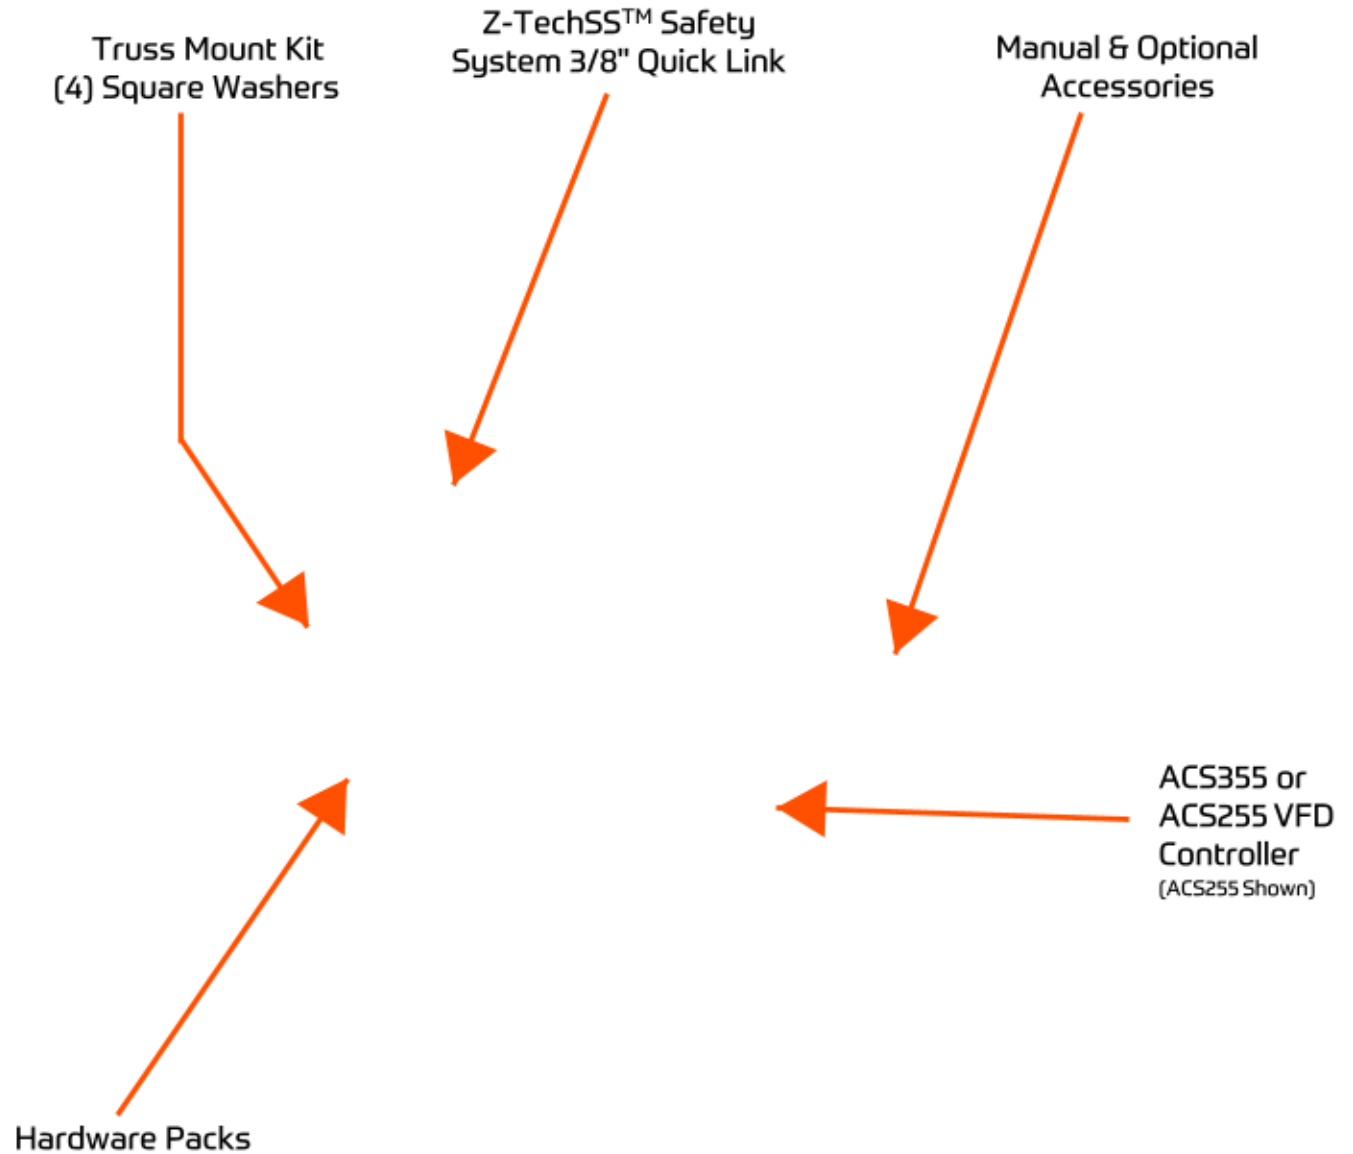 Truss Mount Kit
(4) Square Washers
Z-TechSS™ Safety
System 3/8" Quick Link
Manual & Optional
Accessories
ACS355 or
ACS255 VFD
Controller
(ACS255 Shown)
Hardware Packs